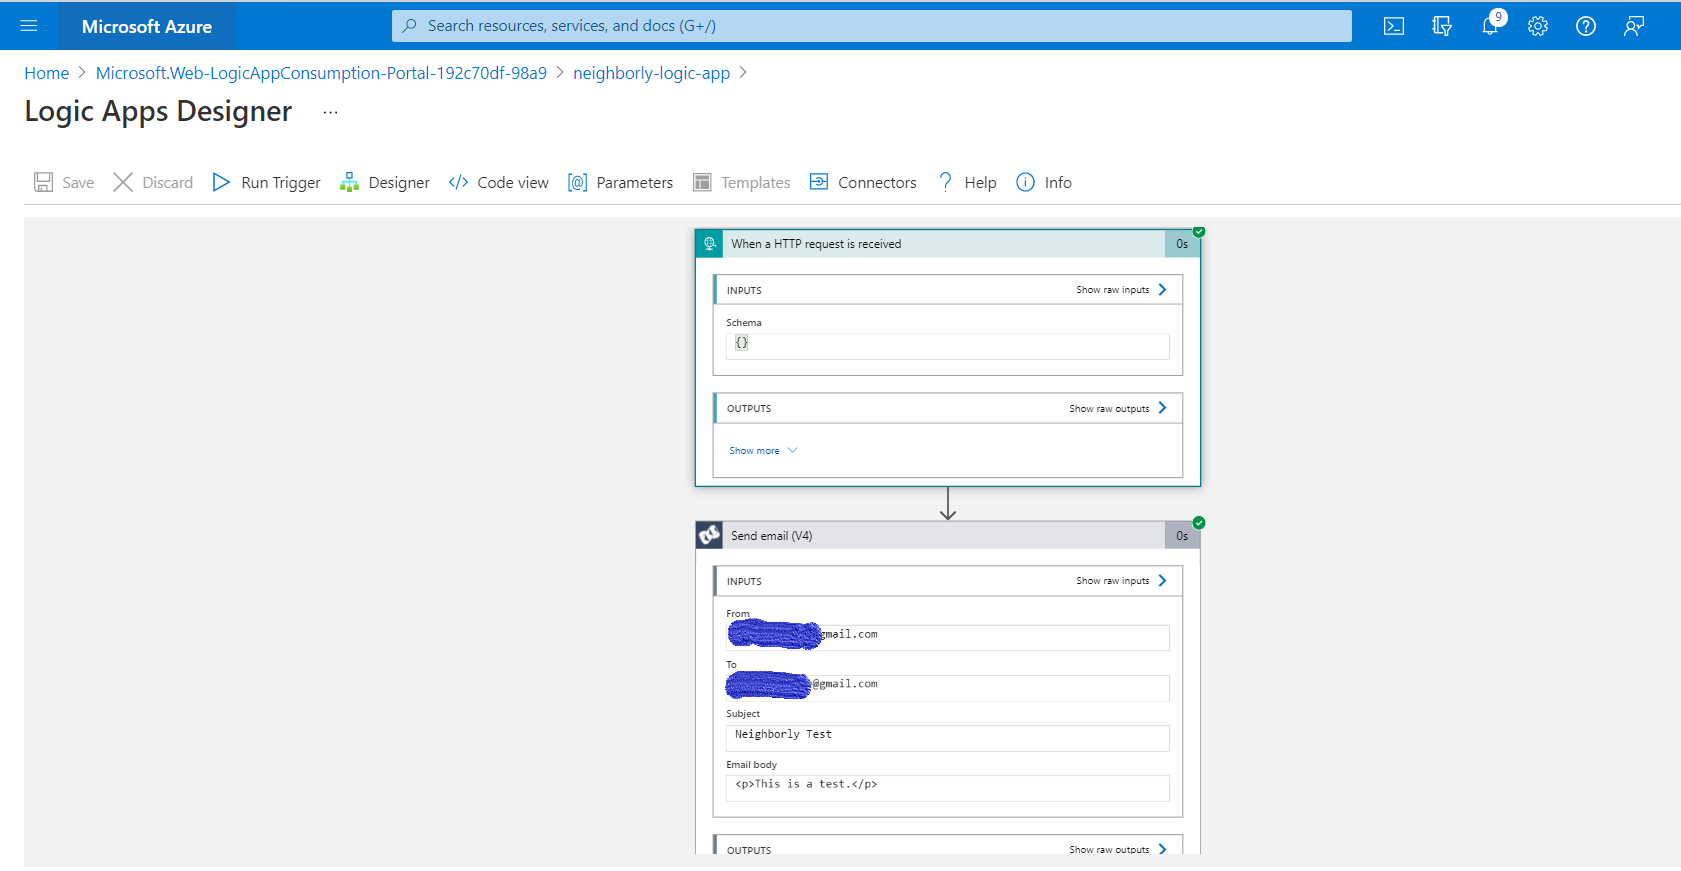 Microsoft Azure
Search resources, services, and docs (G+/)
9
Home > Microsoft.Web-LogicAppConsumption-Portal-192c70df-98a9 > neighborly-logic-app >
Logic Apps Designer ...
Save Discard Run Trigger Designer </> Code view [@] Parameters Templates Connectors ? Help Info
When a HTTP request is received 0s
INPUTS Show raw inputs
Schema
{}
OUTPUTS Show raw outputs
Show more
Send email (V4) 0s
INPUTS Show raw inputs
From
gmail.com
To
@gmail.com
Subject
Neighborly Test
Email body
<p>This is a test.</p>
OUTPUTS Show raw outputs